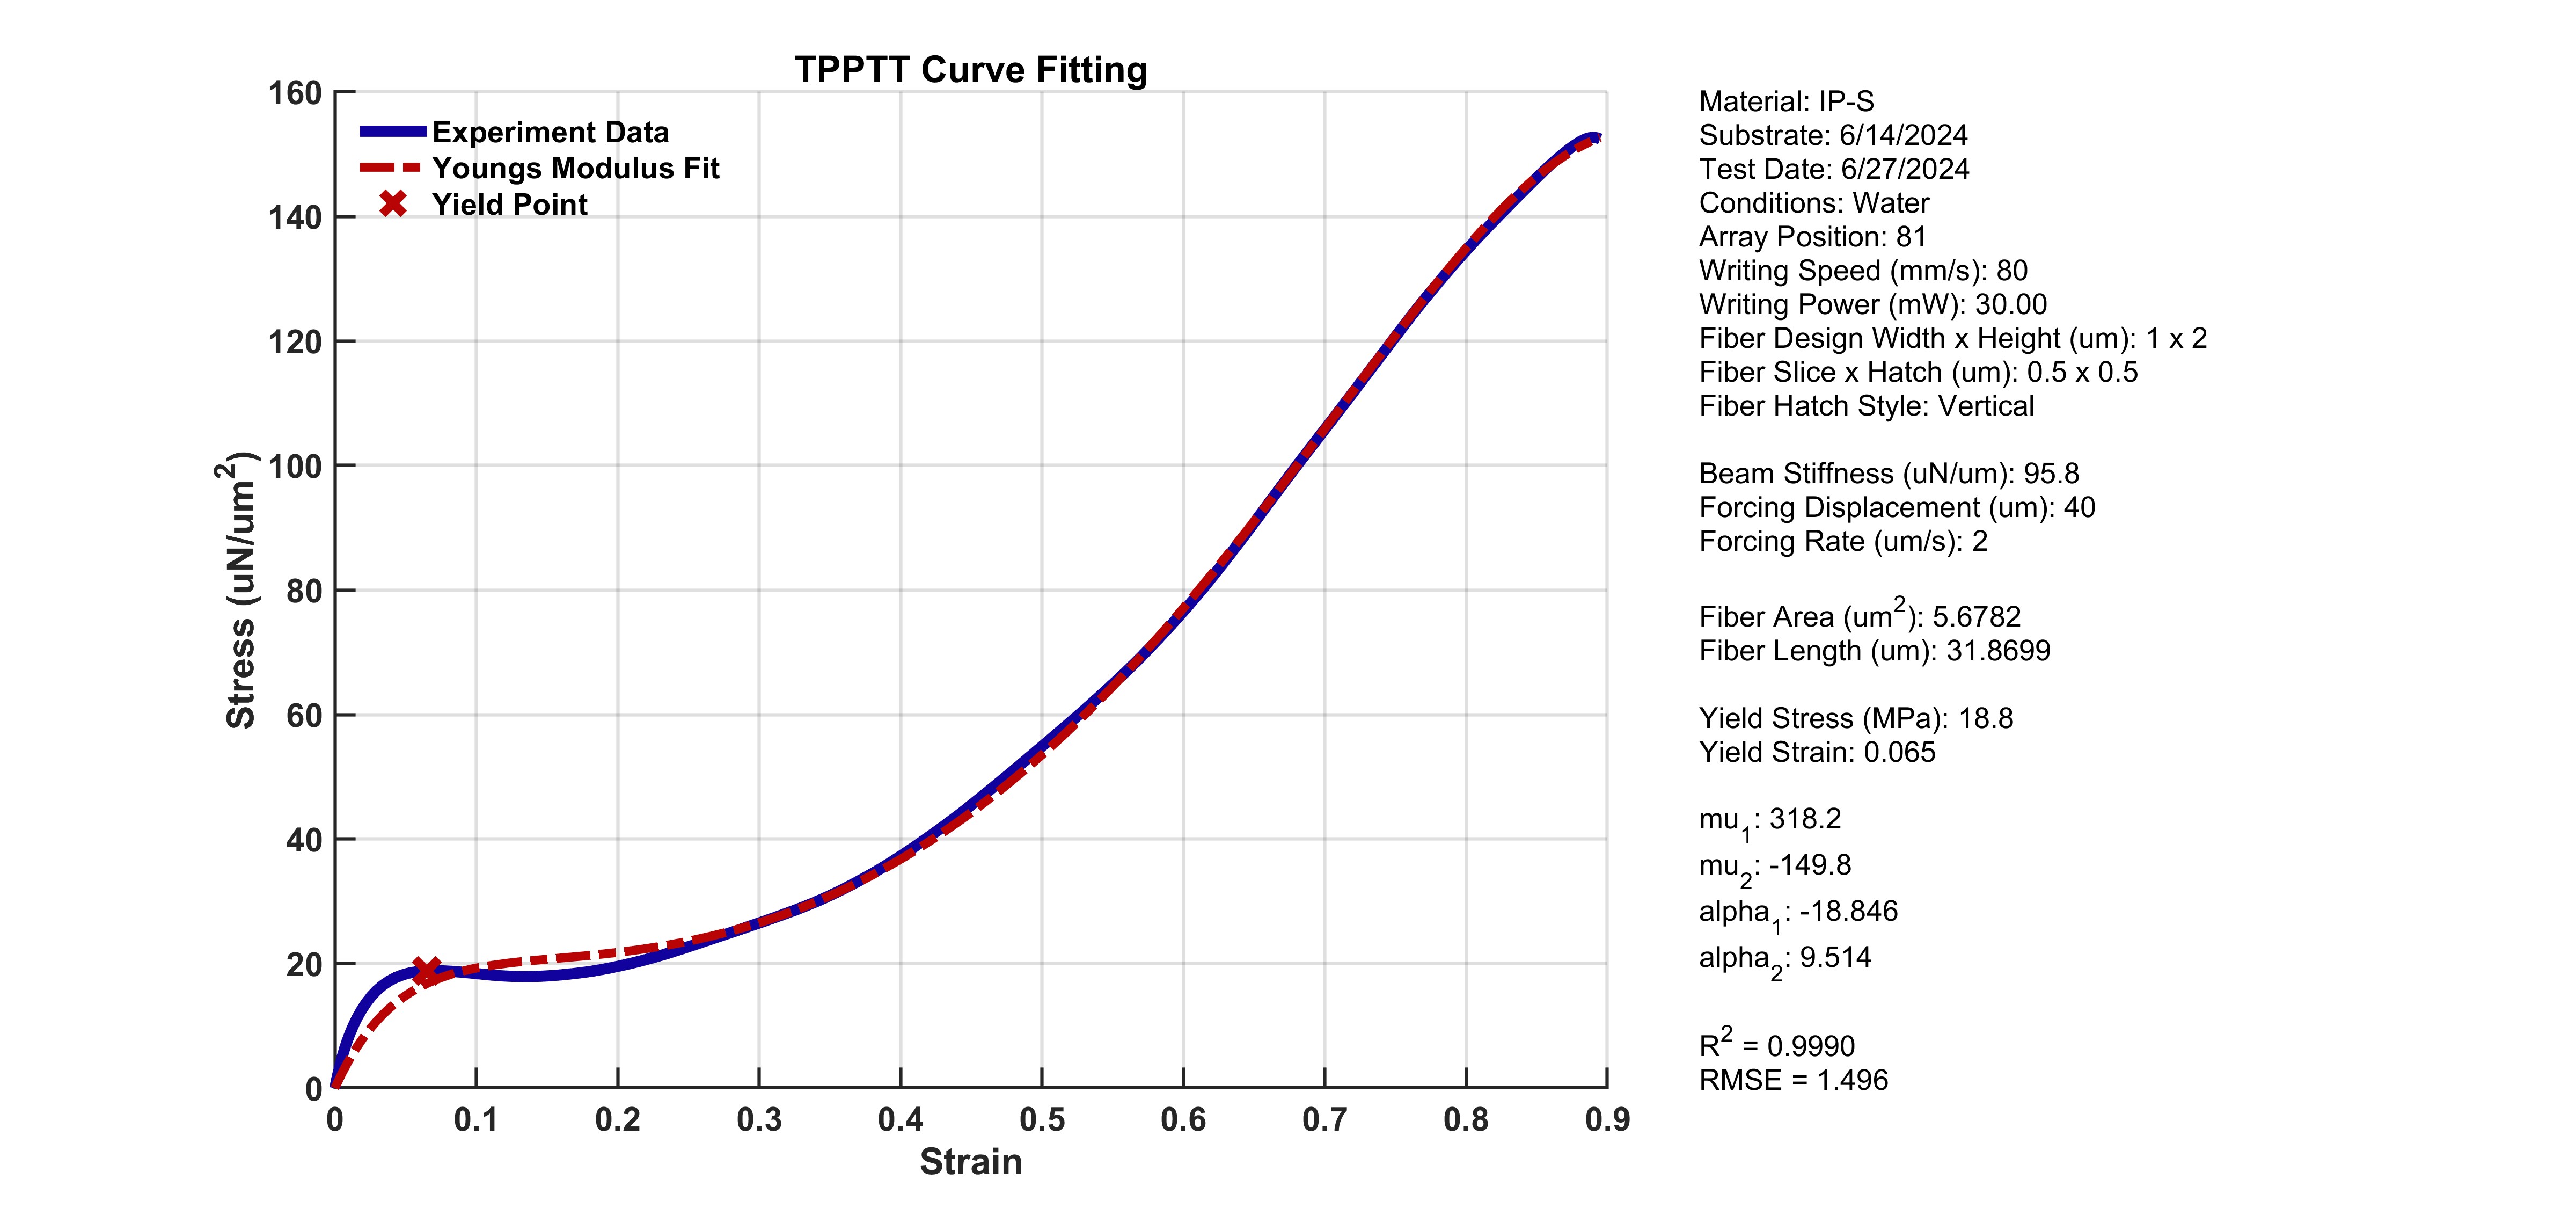 TPPTT Curve Fitting
160
140
120
100
80
60
40
20
0
Stress (uN/um²)
Experiment Data
Youngs Modulus Fit
Yield Point
0 0.1 0.2 0.3 0.4 0.5 0.6 0.7 0.8 0.9
Strain
Material: IP-S
Substrate: 6/14/2024
Test Date: 6/27/2024
Conditions: Water
Array Position: 81
Writing Speed (mm/s): 80
Writing Power (mW): 30.00
Fiber Design Width x Height (um): 1 x 2
Fiber Slice x Hatch (um): 0.5 x 0.5
Fiber Hatch Style: Vertical
Beam Stiffness (uN/um): 95.8
Forcing Displacement (um): 40
Forcing Rate (um/s): 2
Fiber Area (um²): 5.6782
Fiber Length (um): 31.8699
Yield Stress (MPa): 18.8
Yield Strain: 0.065
mu₁: 318.2
mu₂: -149.8
alpha₁: -18.846
alpha₂: 9.514
R² = 0.9990
RMSE = 1.496